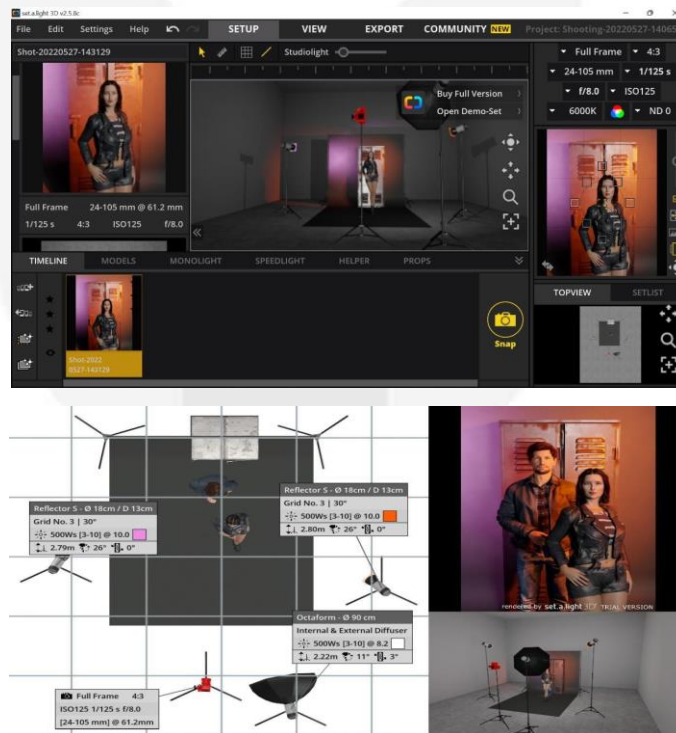 set.a.light 3D v2.5.8c
File Edit Settings Help SETUP VIEW EXPORT COMMUNITY NEW Project: Shooting-20220527-14065
Shot-20220527-143129
Studiolight
Buy Full Version
Open Demo-Set
Full Frame 4:3
24-105 mm 1/125 s
f/8.0 ISO125
6000K ND 0
Full Frame 24-105 mm @ 61.2 mm
1/125 s 4:3 ISO125 f/8.0
TIMELINE MODELS MONOLIGHT SPEEDLIGHT HELPER PROPS
TOPVIEW SETLIST
Shot-2022
0527-143129
Snap
Reflector S - Ø 18cm / D 13cm
Grid No. 3 | 30°
500Ws [3-10] @ 10.0
2.80m 26° 0°
Reflector S - Ø 18cm / D 13cm
Grid No. 3 | 30°
500Ws [3-10] @ 10.0
2.79m 26° 0°
Octaform - Ø 90 cm
Internal & External Diffuser
500Ws [3-10] @ 8.2
2.22m 11° 3°
Full Frame 4:3
ISO125 1/125 s f/8.0
[24-105 mm] @ 61.2mm
rendered by set.a.light 3D TRIAL VERSION